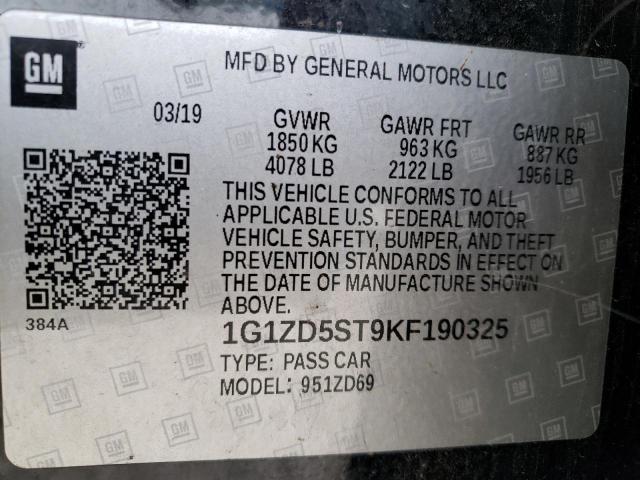 GM
MFD BY GENERAL MOTORS LLC
03/19
GVWR GAWR FRT GAWR RR
1850 KG 963 KG 887 KG
4078 LB 2122 LB 1956 LB
THIS VEHICLE CONFORMS TO ALL
APPLICABLE U.S. FEDERAL MOTOR
VEHICLE SAFETY, BUMPER, AND THEFT
PREVENTION STANDARDS IN EFFECT ON
THE DATE OF MANUFACTURE SHOWN
ABOVE.
384A
1G1ZD5ST9KF190325
TYPE: PASS CAR
MODEL: 951ZD69